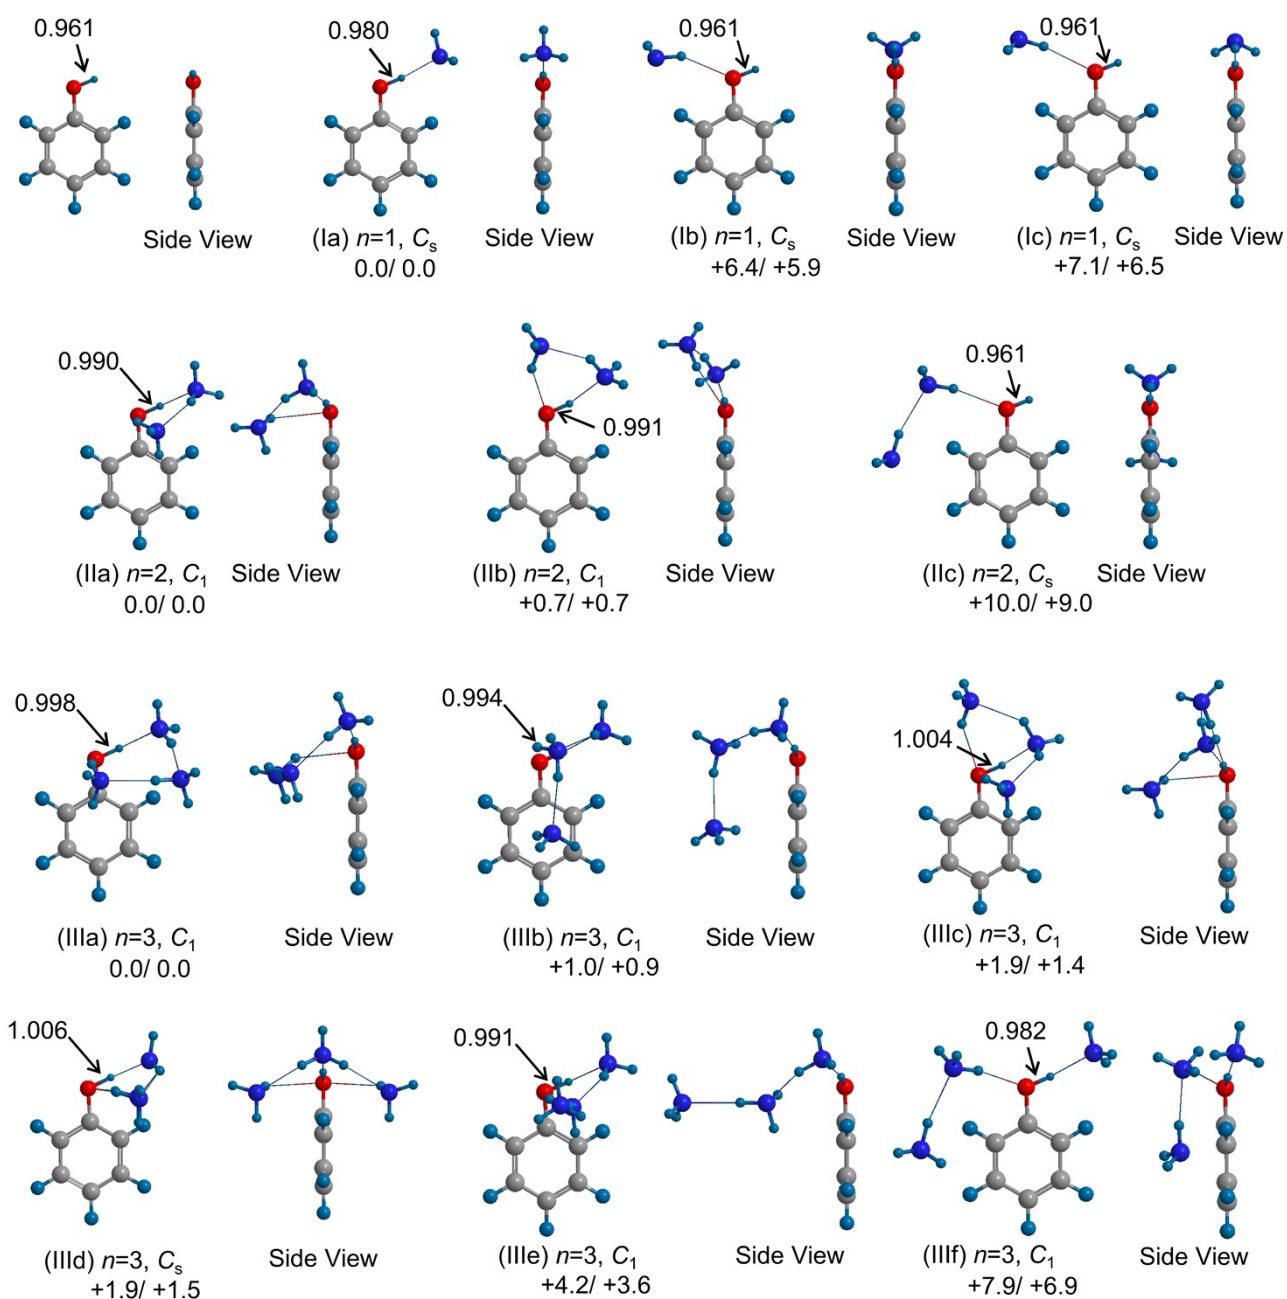 0.961
0.980
0.961
0.961
Side View
(Ia) n=1, Cs
0.0/ 0.0
Side View
(Ib) n=1, Cs
+6.4/ +5.9
Side View
(Ic) n=1, Cs
+7.1/ +6.5
Side View
0.990
0.991
0.961
(IIa) n=2, C1
0.0/ 0.0
Side View
(IIb) n=2, C1
+0.7/ +0.7
Side View
(IIc) n=2, Cs
+10.0/ +9.0
Side View
0.998
0.994
1.004
(IIIa) n=3, C1
0.0/ 0.0
Side View
(IIIb) n=3, C1
+1.0/ +0.9
Side View
(IIIc) n=3, C1
+1.9/ +1.4
Side View
1.006
0.991
0.982
(IIId) n=3, Cs
+1.9/ +1.5
Side View
(IIIe) n=3, C1
+4.2/ +3.6
Side View
(IIIf) n=3, C1
+7.9/ +6.9
Side View